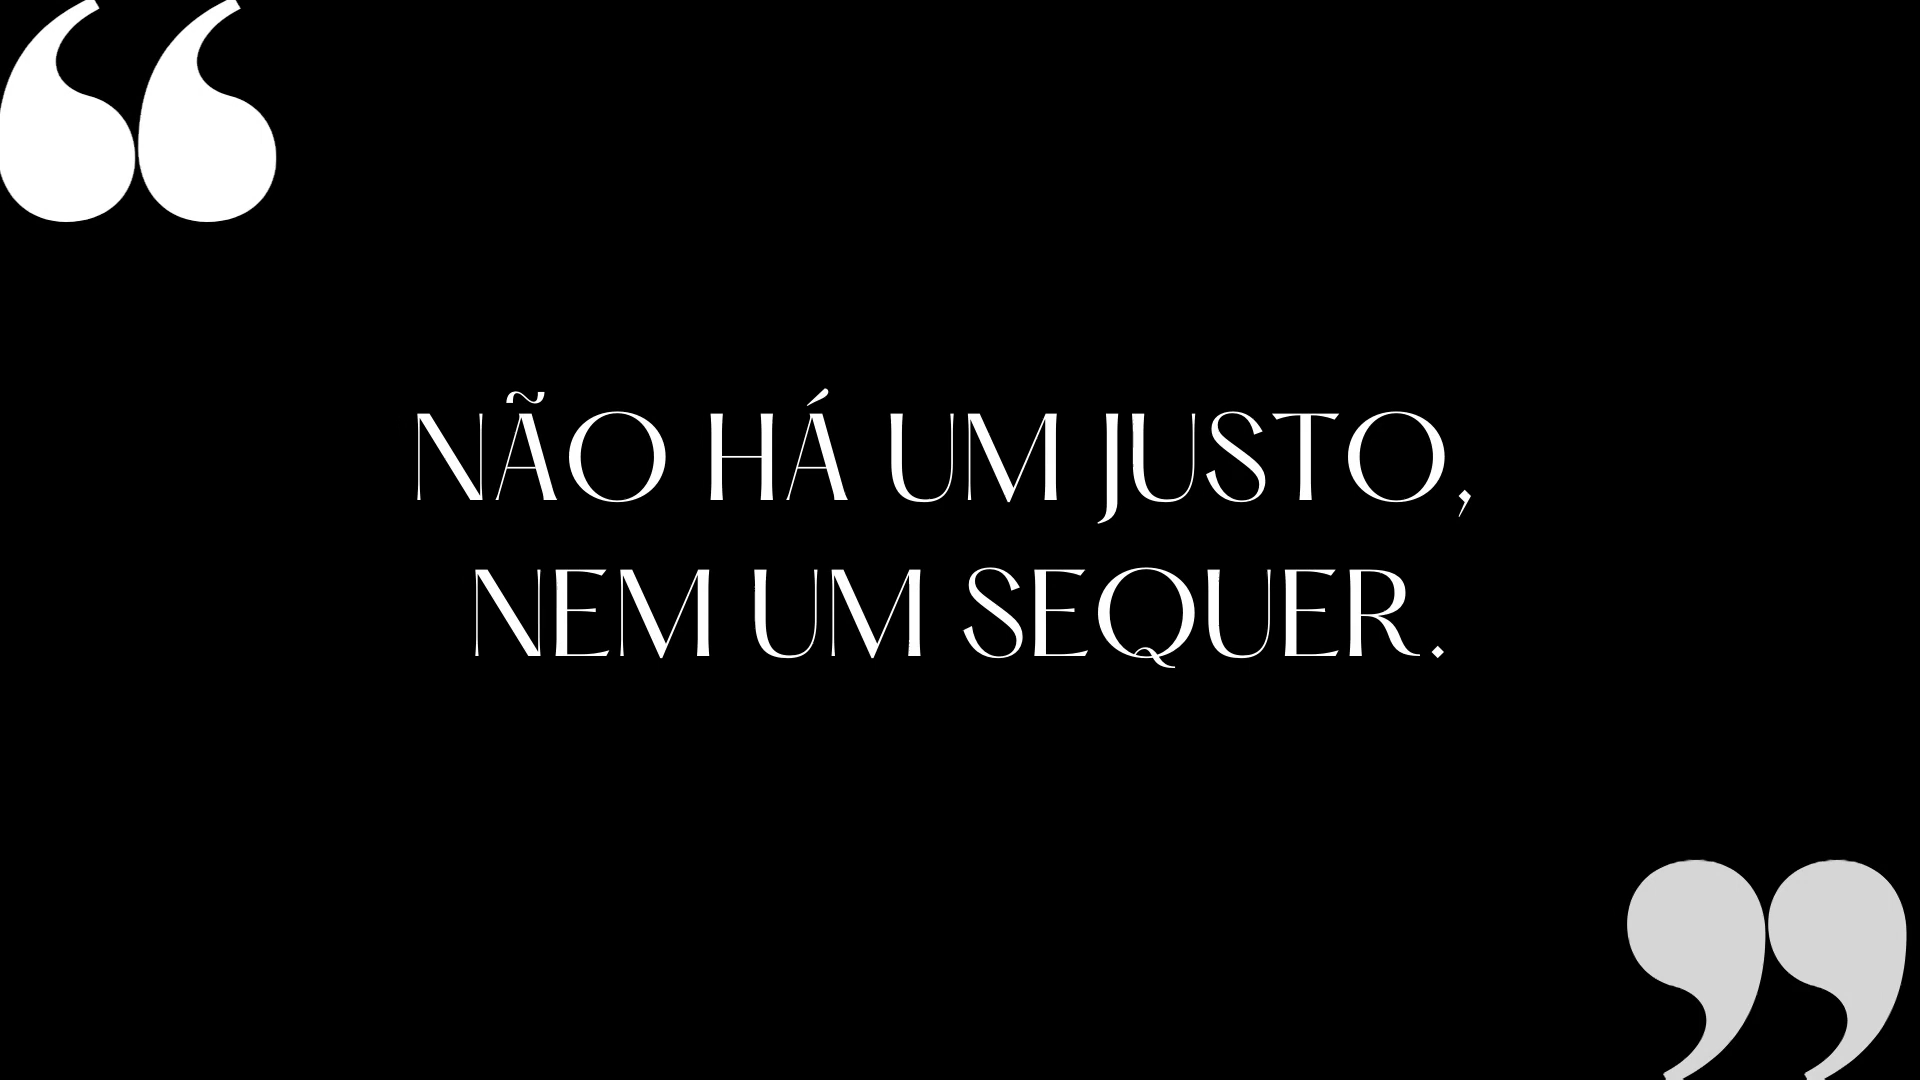 “
NÃO HÁ UM JUSTO,
NEM UM SEQUER.
”